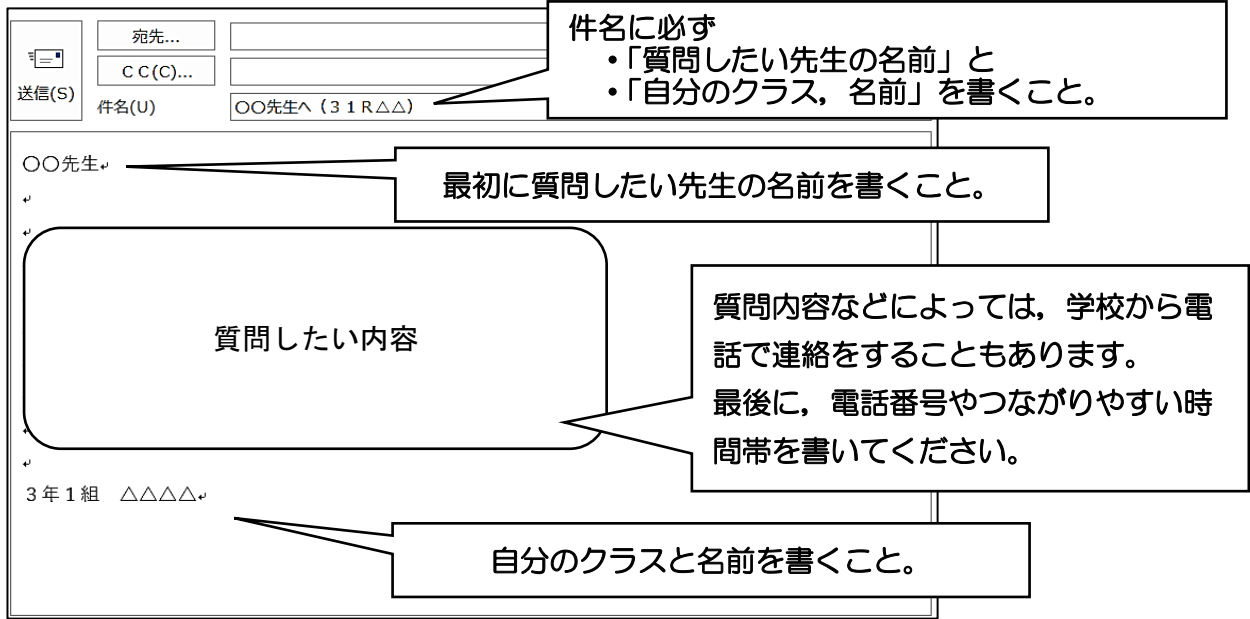 宛先...
CC(C)...
送信(S)
件名(U)
〇〇先生へ(31R△△)
件名に必ず
・「質問したい先生の名前」と
・「自分のクラス，名前」を書くこと。
〇〇先生↵
最初に質問したい先生の名前を書くこと。
↵
↵
質問したい内容
質問内容などによっては，学校から電
話で連絡をすることもあります。
最後に，電話番号やつながりやすい時
間帯を書いてください。
↵
３年１組　△△△△↵
自分のクラスと名前を書くこと。